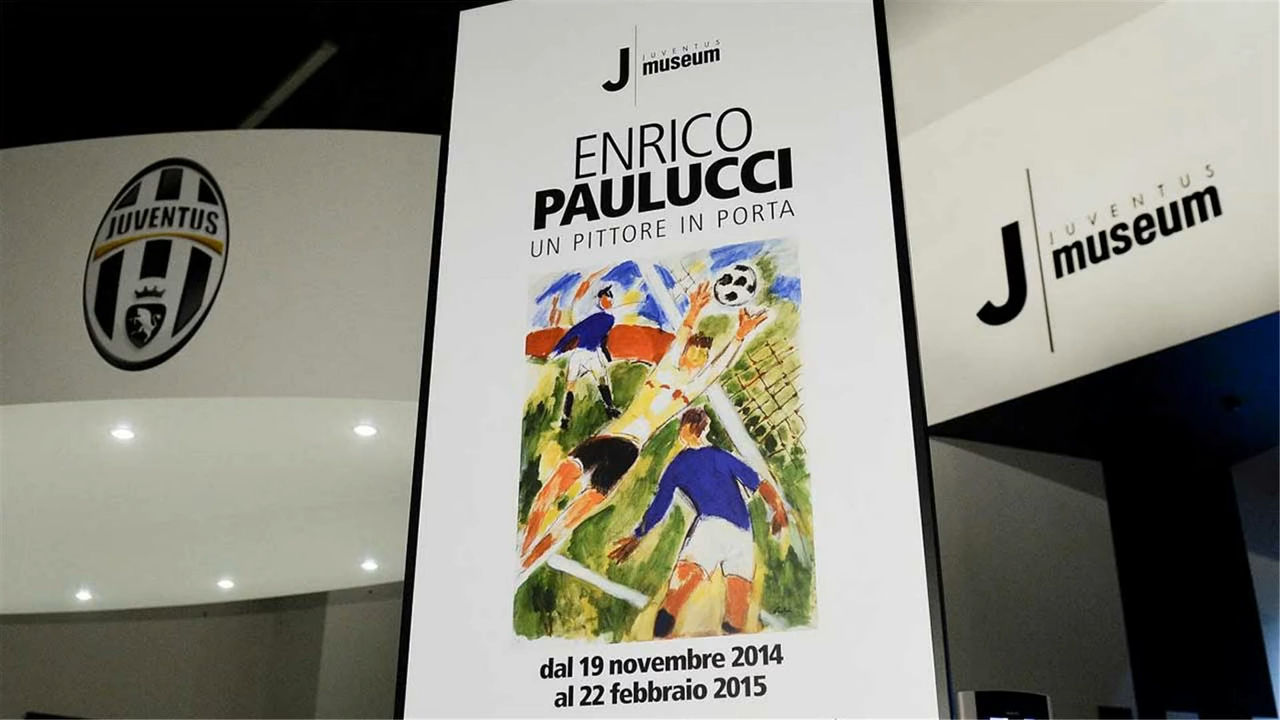 JUVENTUS
J JUVENTUS
museum
ENRICO
PAULUCCI
UN PITTORE IN PORTA
dal 19 novembre 2014
al 22 febbraio 2015
J JUVENTUS
museum